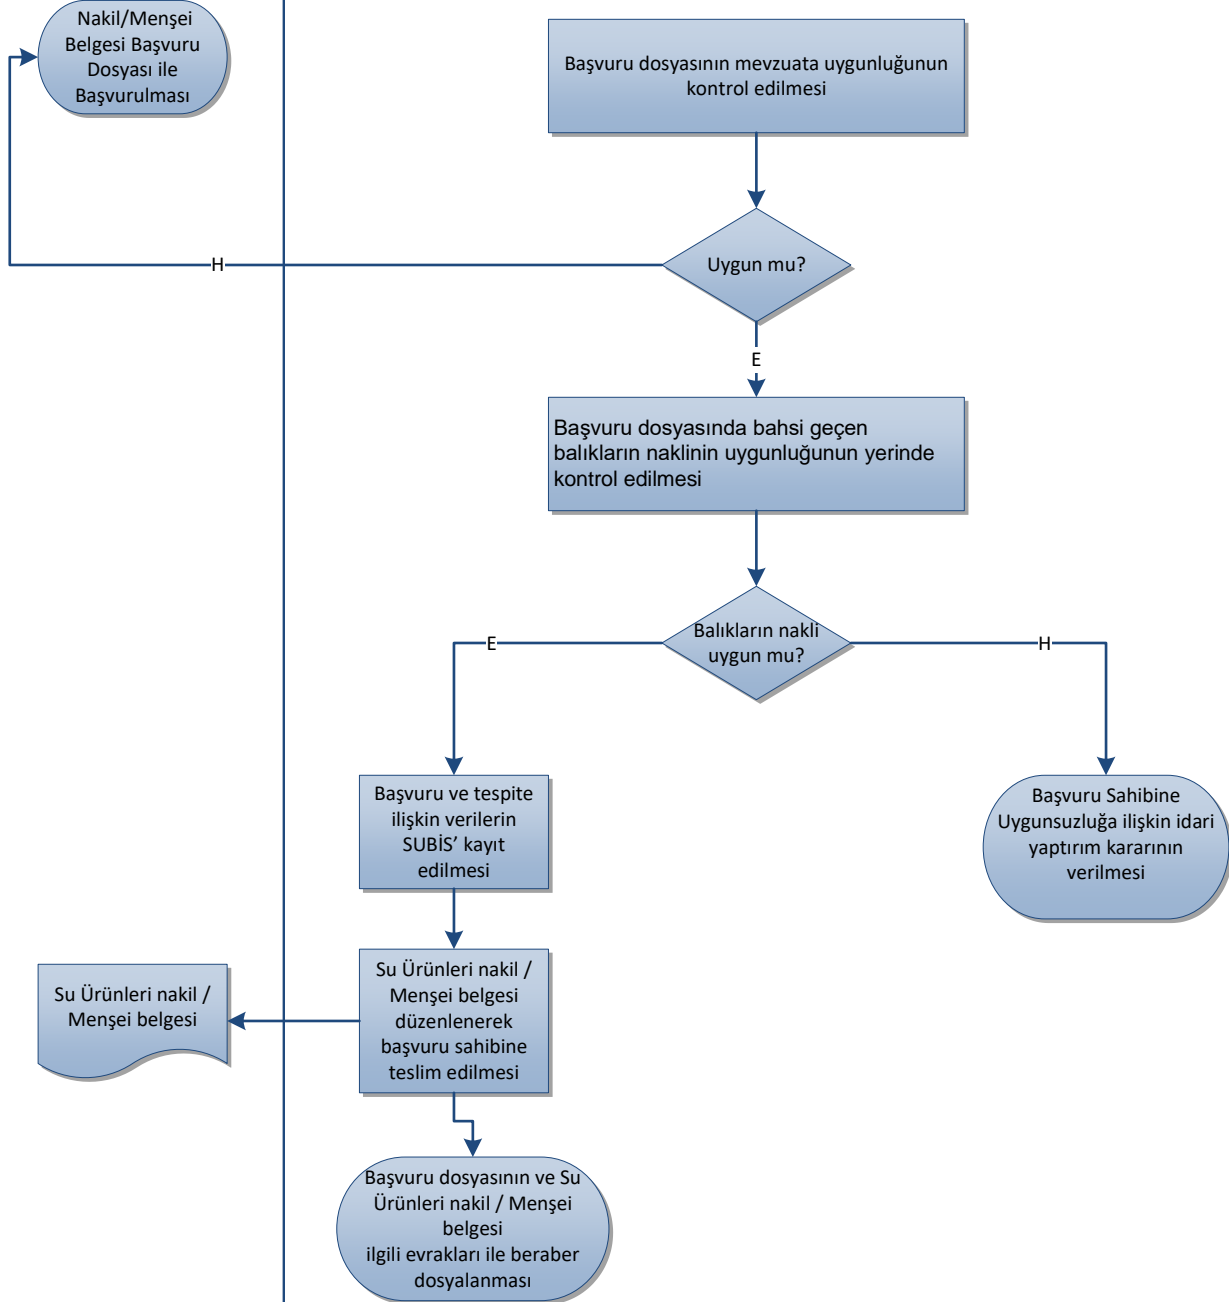 Nakil/Menşei
Belgesi Başvuru
Dosyası ile
Başvurulması
Başvuru dosyasının mevzuata uygunluğunun
kontrol edilmesi
Uygun mu?
H
E
Başvuru dosyasında bahsi geçen
balıkların naklinin uygunluğunun yerinde
kontrol edilmesi
Balıkların nakli
uygun mu?
E
H
Başvuru ve tespite
ilişkin verilerin
SUBİS’ kayıt
edilmesi
Başvuru Sahibine
Uygunsuzluğa ilişkin idari
yaptırım kararının
verilmesi
Su Ürünleri nakil /
Menşei belgesi
düzenlenerek
başvuru sahibine
teslim edilmesi
Su Ürünleri nakil /
Menşei belgesi
Başvuru dosyasının ve Su
Ürünleri nakil / Menşei
belgesi
ilgili evrakları ile beraber
dosyalanması